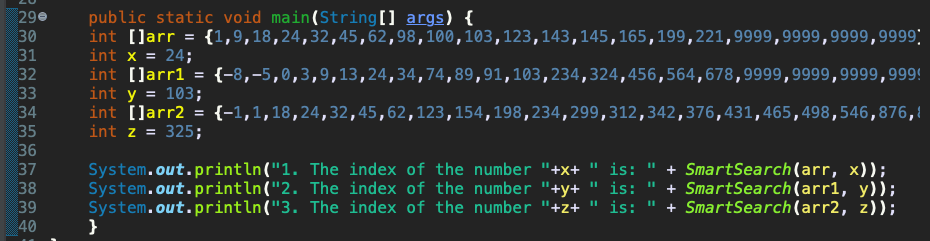 29 public static void main(String[] args) {
30 int []arr = {1,9,18,24,32,45,62,98,100,103,123,143,145,165,199,221,9999,9999,9999,9999
31 int x = 24;
32 int []arr1 = {-8,-5,0,3,9,13,24,34,74,89,91,103,234,324,456,564,678,9999,9999,9999,999
33 int y = 103;
34 int []arr2 = {-1,1,18,24,32,45,62,123,154,198,234,299,312,342,376,431,465,498,546,876,
35 int z = 325;
36
37 System.out.println("1. The index of the number "+x+ " is: " + SmartSearch(arr, x));
38 System.out.println("2. The index of the number "+y+ " is: " + SmartSearch(arr1, y));
39 System.out.println("3. The index of the number "+z+ " is: " + SmartSearch(arr2, z));
40 }